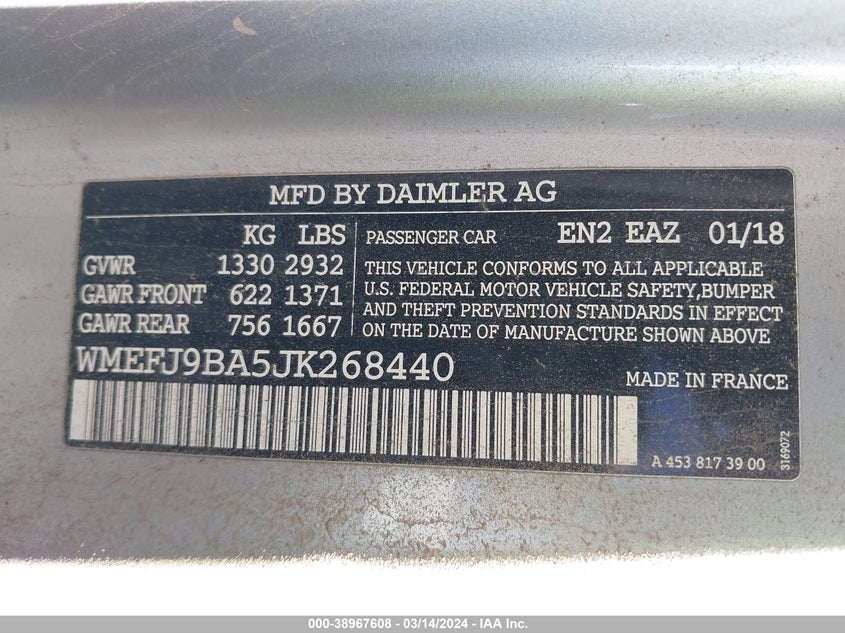 MFD BY DAIMLER AG
KG LBS
GVWR 1330 2932
GAWR FRONT 622 1371
GAWR REAR 756 1667
PASSENGER CAR EN2 EAZ 01/18
THIS VEHICLE CONFORMS TO ALL APPLICABLE
U.S. FEDERAL MOTOR VEHICLE SAFETY,BUMPER
AND THEFT PREVENTION STANDARDS IN EFFECT
ON THE DATE OF MANUFACTURE SHOWN ABOVE
WMEFJ9BA5JK268440
MADE IN FRANCE
A 453 817 39 00
3169072
000-38967608 - 03/14/2024 - IAA Inc.